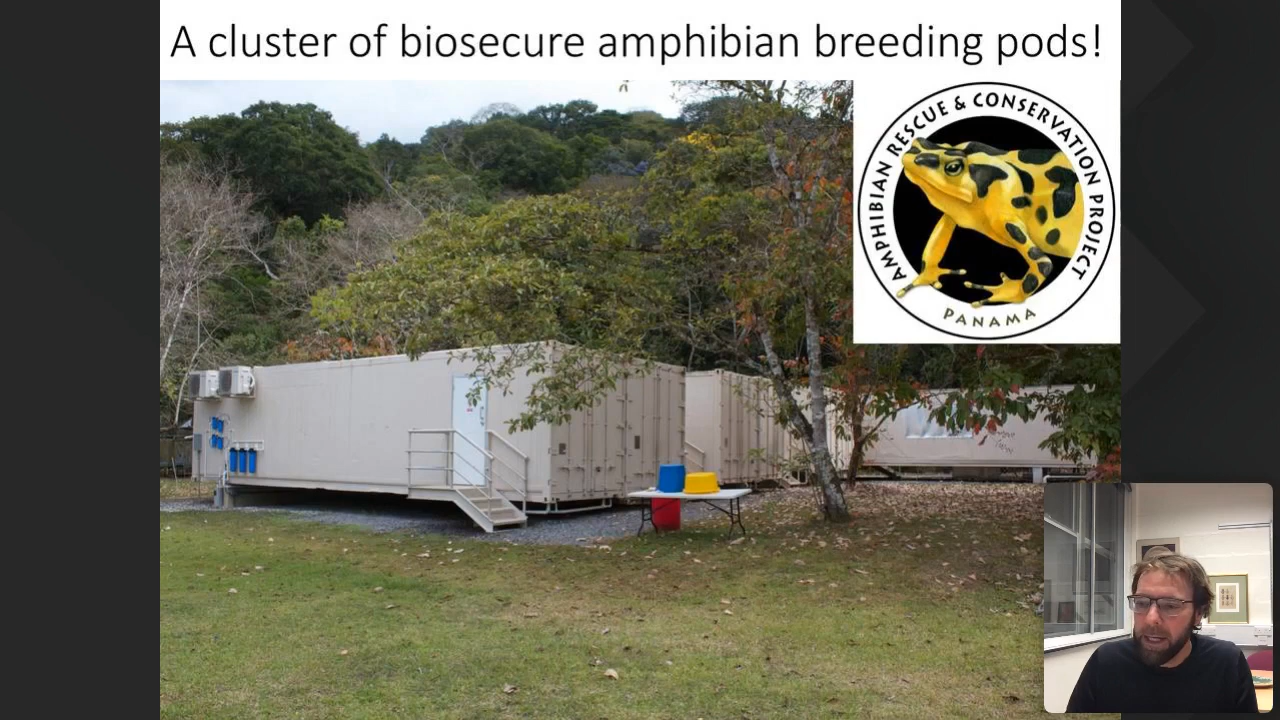 A cluster of biosecure amphibian breeding pods!
AMPHIBIAN RESCUE & CONSERVATION PROJECT
PANAMA